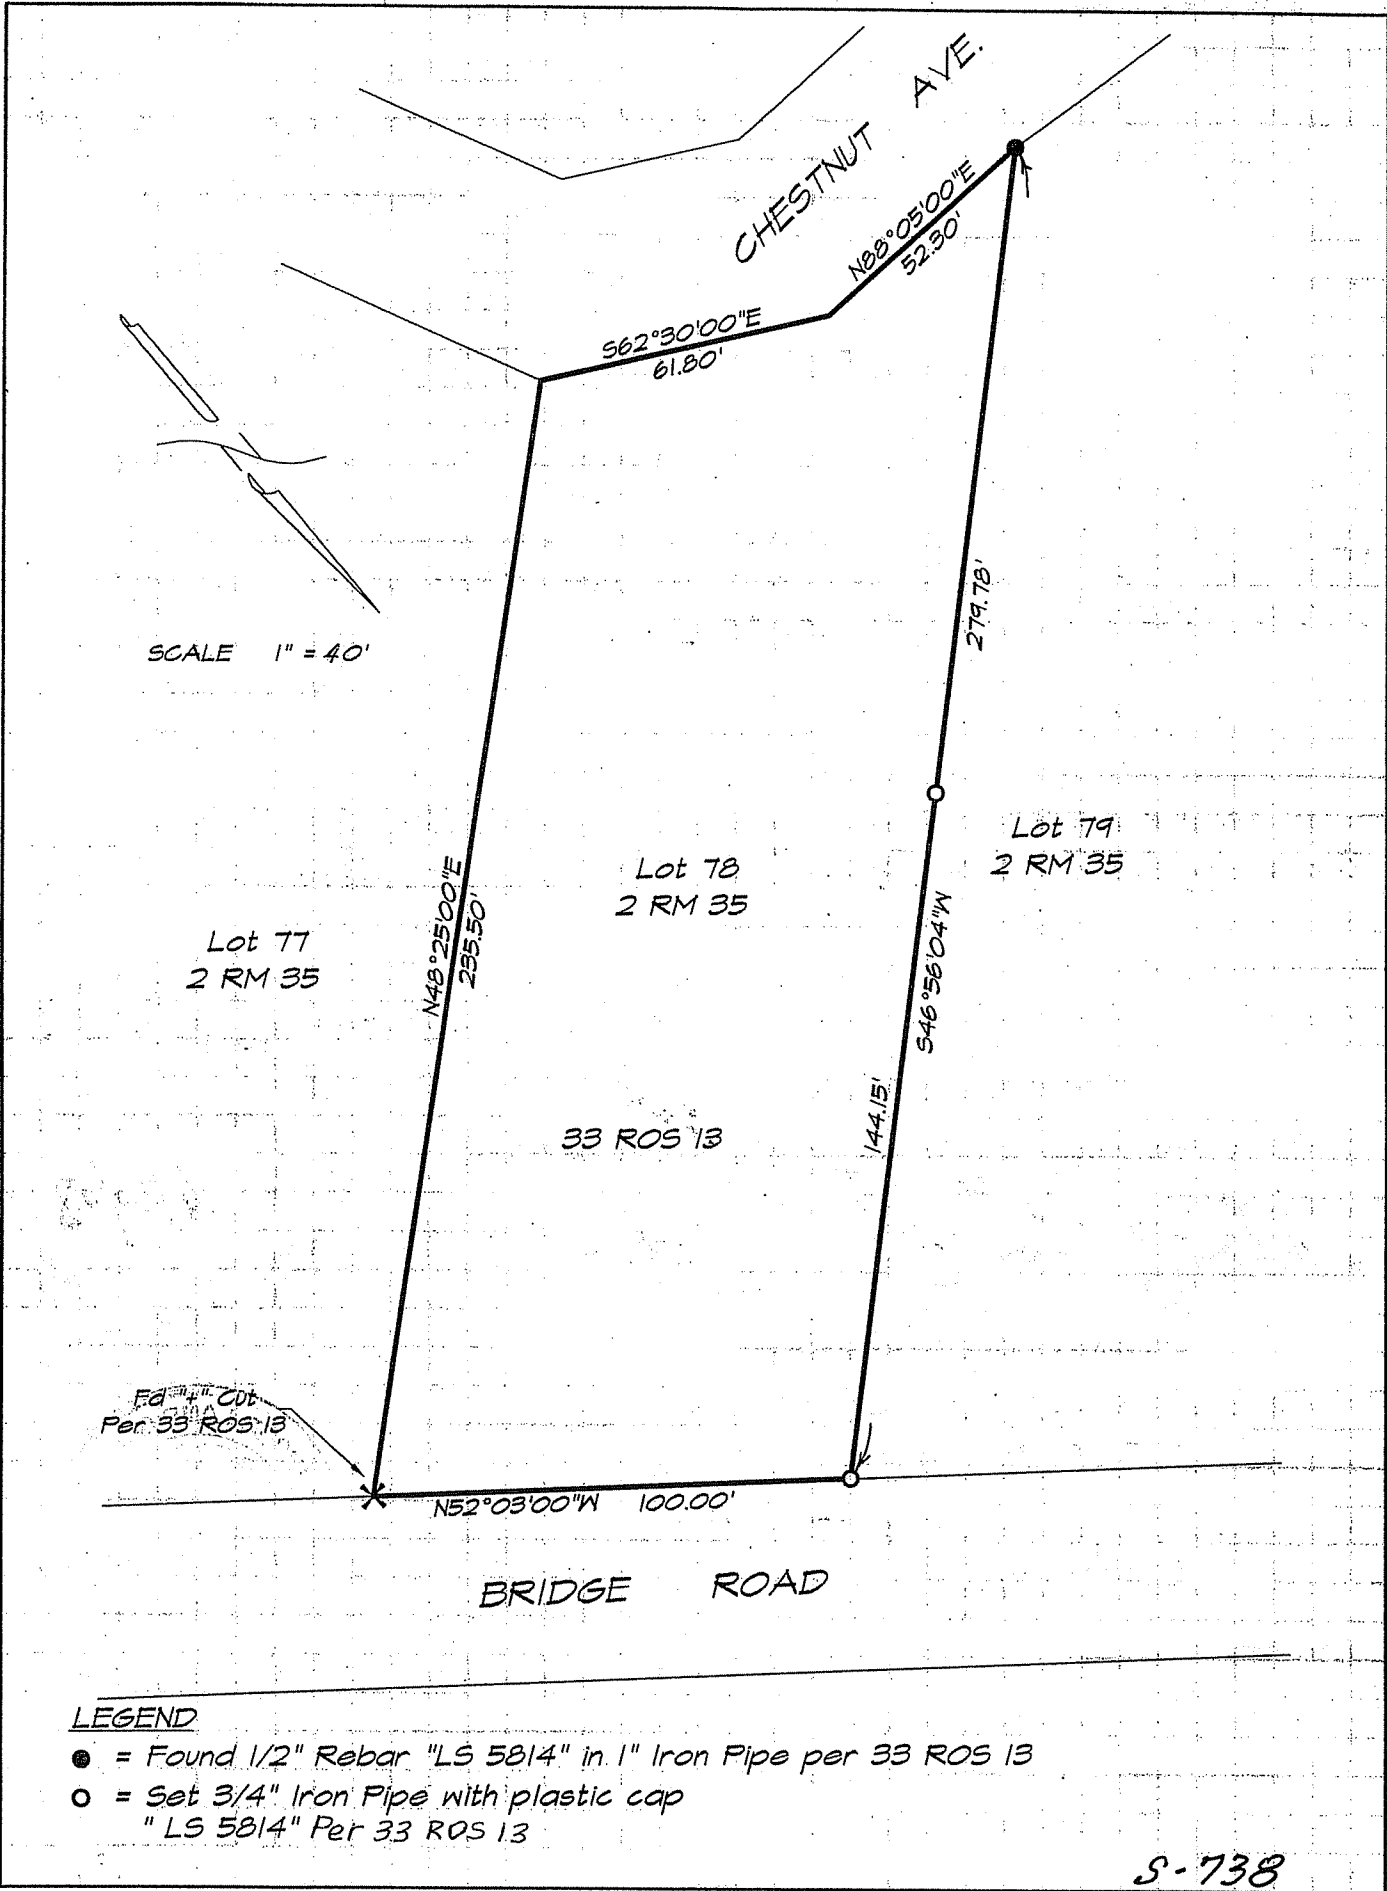 CHESTNUT AVE.
N88°05'00"E
52.30'
S62°30'00"E
61.80'
279.78'
SCALE 1" = 40'
Lot 79
2 RM 35
Lot 78
2 RM 35
N48°25'00"E
235.50'
S46°56'04"W
Lot 77
2 RM 35
144.15'
33 ROS 13
Fd "+" Cut
Per 33 ROS 13
N52°03'00"W 100.00'
BRIDGE ROAD
LEGEND
= Found 1/2" Rebar "LS 5814" in 1" Iron Pipe per 33 ROS 13
= Set 3/4" Iron Pipe with plastic cap
"LS 5814" Per 33 ROS 13
S-738